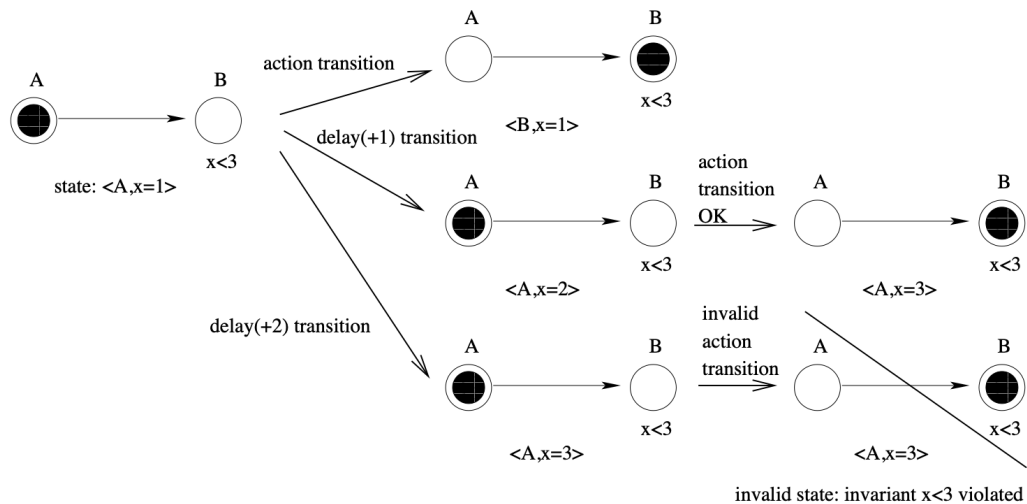 A
B
x<3
state: <A,x=1>
action transition
A
B
x<3
<B,x=1>
delay(+1) transition
A
B
x<3
<A,x=2>
action
transition
OK
A
B
x<3
<A,x=3>
delay(+2) transition
A
B
x<3
<A,x=3>
invalid
action
transition
A
B
x<3
<A,x=3>
invalid state: invariant x<3 violated